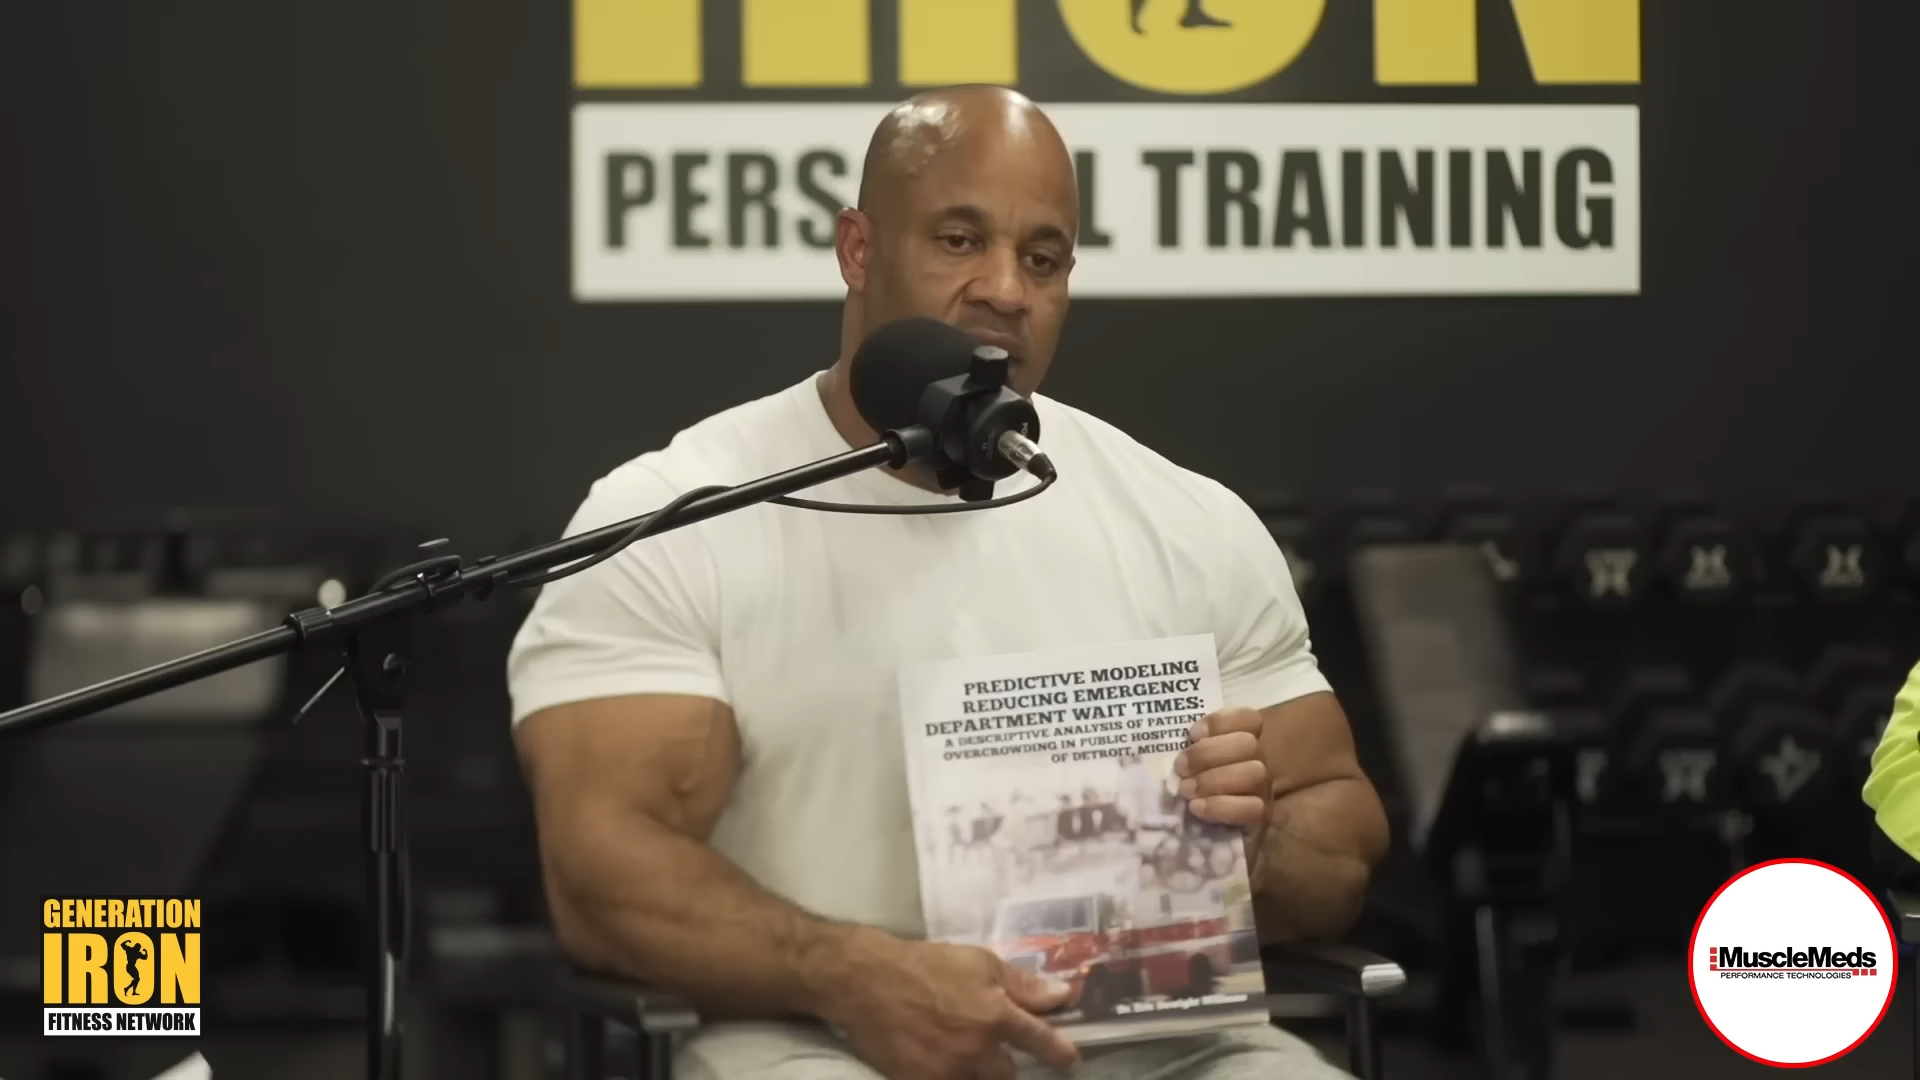 PERS L TRAINING
PREDICTIVE MODELING
REDUCING EMERGENCY
DEPARTMENT WAIT TIMES:
A DESCRIPTIVE ANALYSIS OF PATIENT
OVERCROWDING IN PUBLIC HOSPITA
OF DETROIT, MICHIG
GENERATION
IRON
FITNESS NETWORK
MuscleMeds
PERFORMANCE TECHNOLOGIES